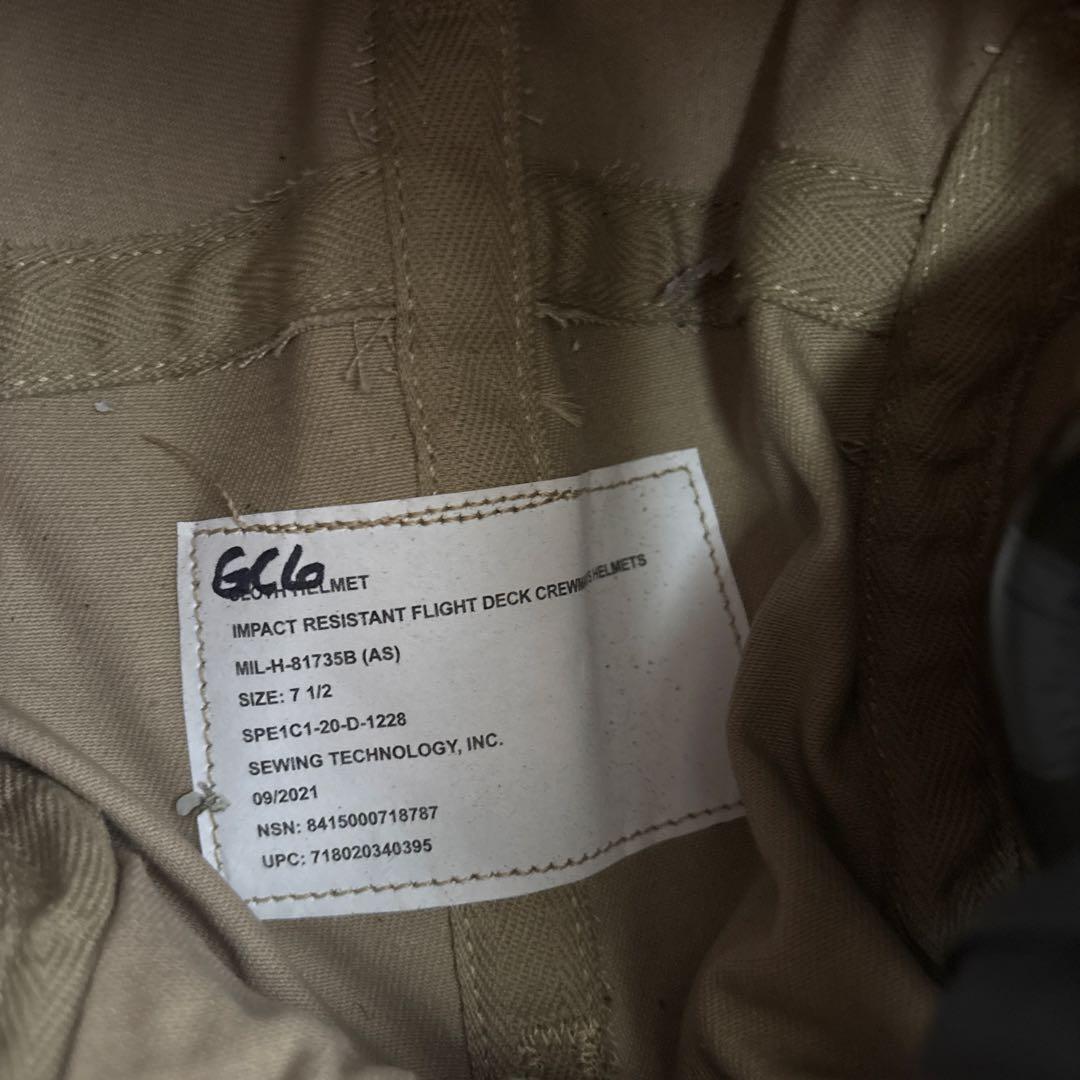 GC6
CLOTH HELMET
IMPACT RESISTANT FLIGHT DECK CREWMAN'S HELMETS
MIL-H-81735B (AS)
SIZE: 7 1/2
SPE1C1-20-D-1228
SEWING TECHNOLOGY, INC.
09/2021
NSN: 8415000718787
UPC: 718020340395